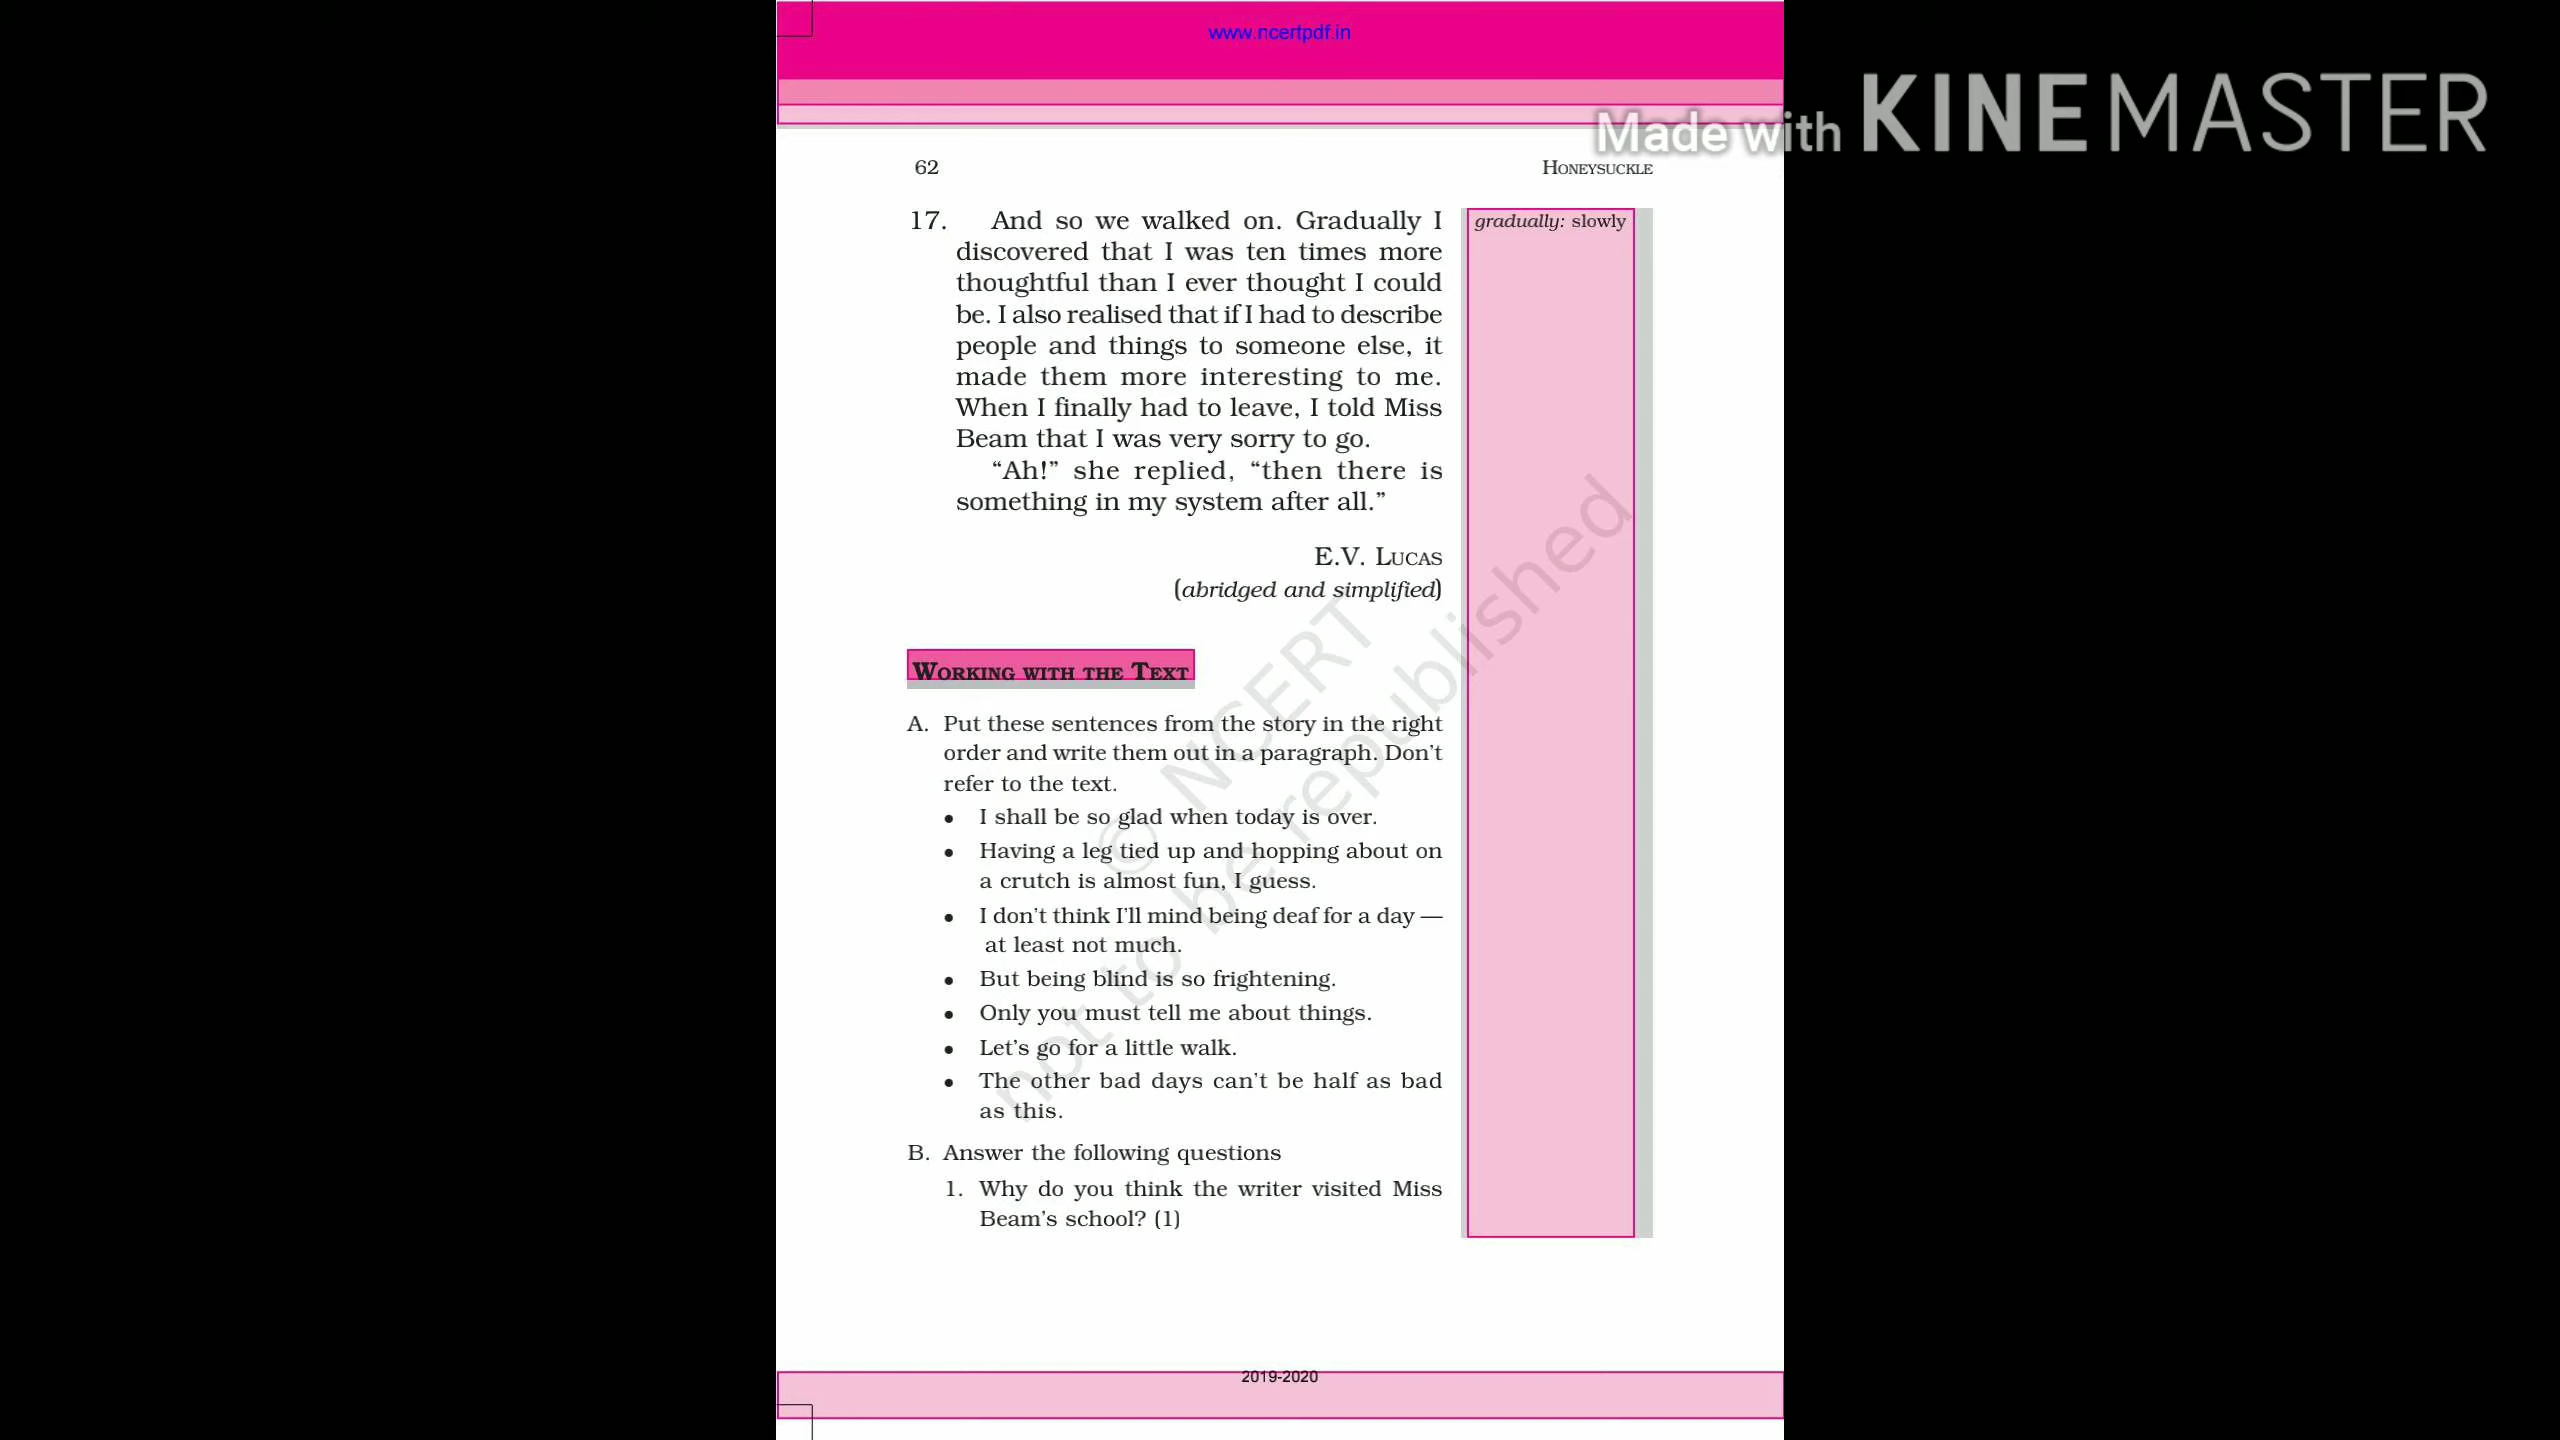 www.ncertpdf.in
Made with KINEMASTER
62 HONEYSUCKLE
17. And so we walked on. Gradually I
discovered that I was ten times more
thoughtful than I ever thought I could
be. I also realised that if I had to describe
people and things to someone else, it
made them more interesting to me.
When I finally had to leave, I told Miss
Beam that I was very sorry to go.
“Ah!” she replied, “then there is
something in my system after all.”
gradually: slowly
E.V. LUCAS
(abridged and simplified)
WORKING WITH THE TEXT
A. Put these sentences from the story in the right
order and write them out in a paragraph. Don’t
refer to the text.
• I shall be so glad when today is over.
• Having a leg tied up and hopping about on
a crutch is almost fun, I guess.
• I don’t think I’ll mind being deaf for a day —
at least not much.
• But being blind is so frightening.
• Only you must tell me about things.
• Let’s go for a little walk.
• The other bad days can’t be half as bad
as this.
B. Answer the following questions
1. Why do you think the writer visited Miss
Beam’s school? (1)
© NCERT
not to be republished
2019-2020